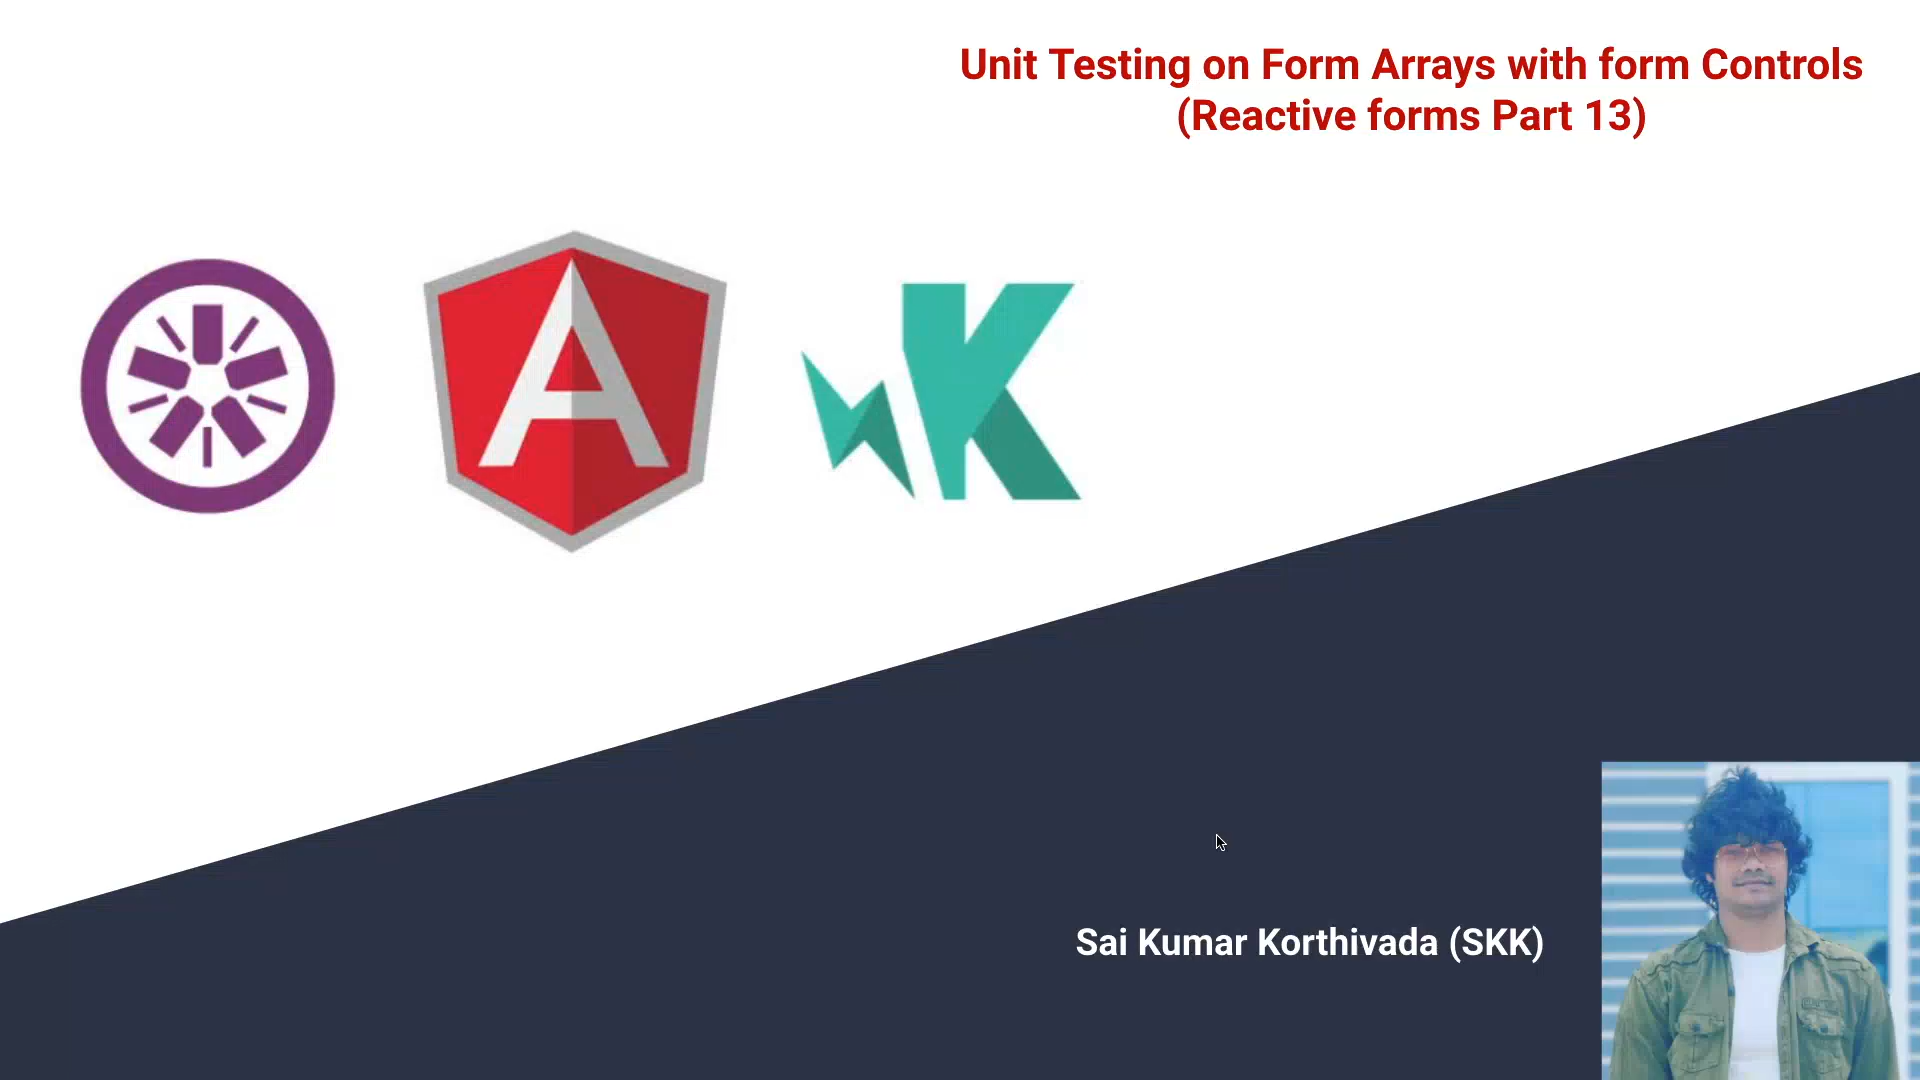 Unit Testing on Form Arrays with form Controls
(Reactive forms Part 13)
Sai Kumar Korthivada (SKK)